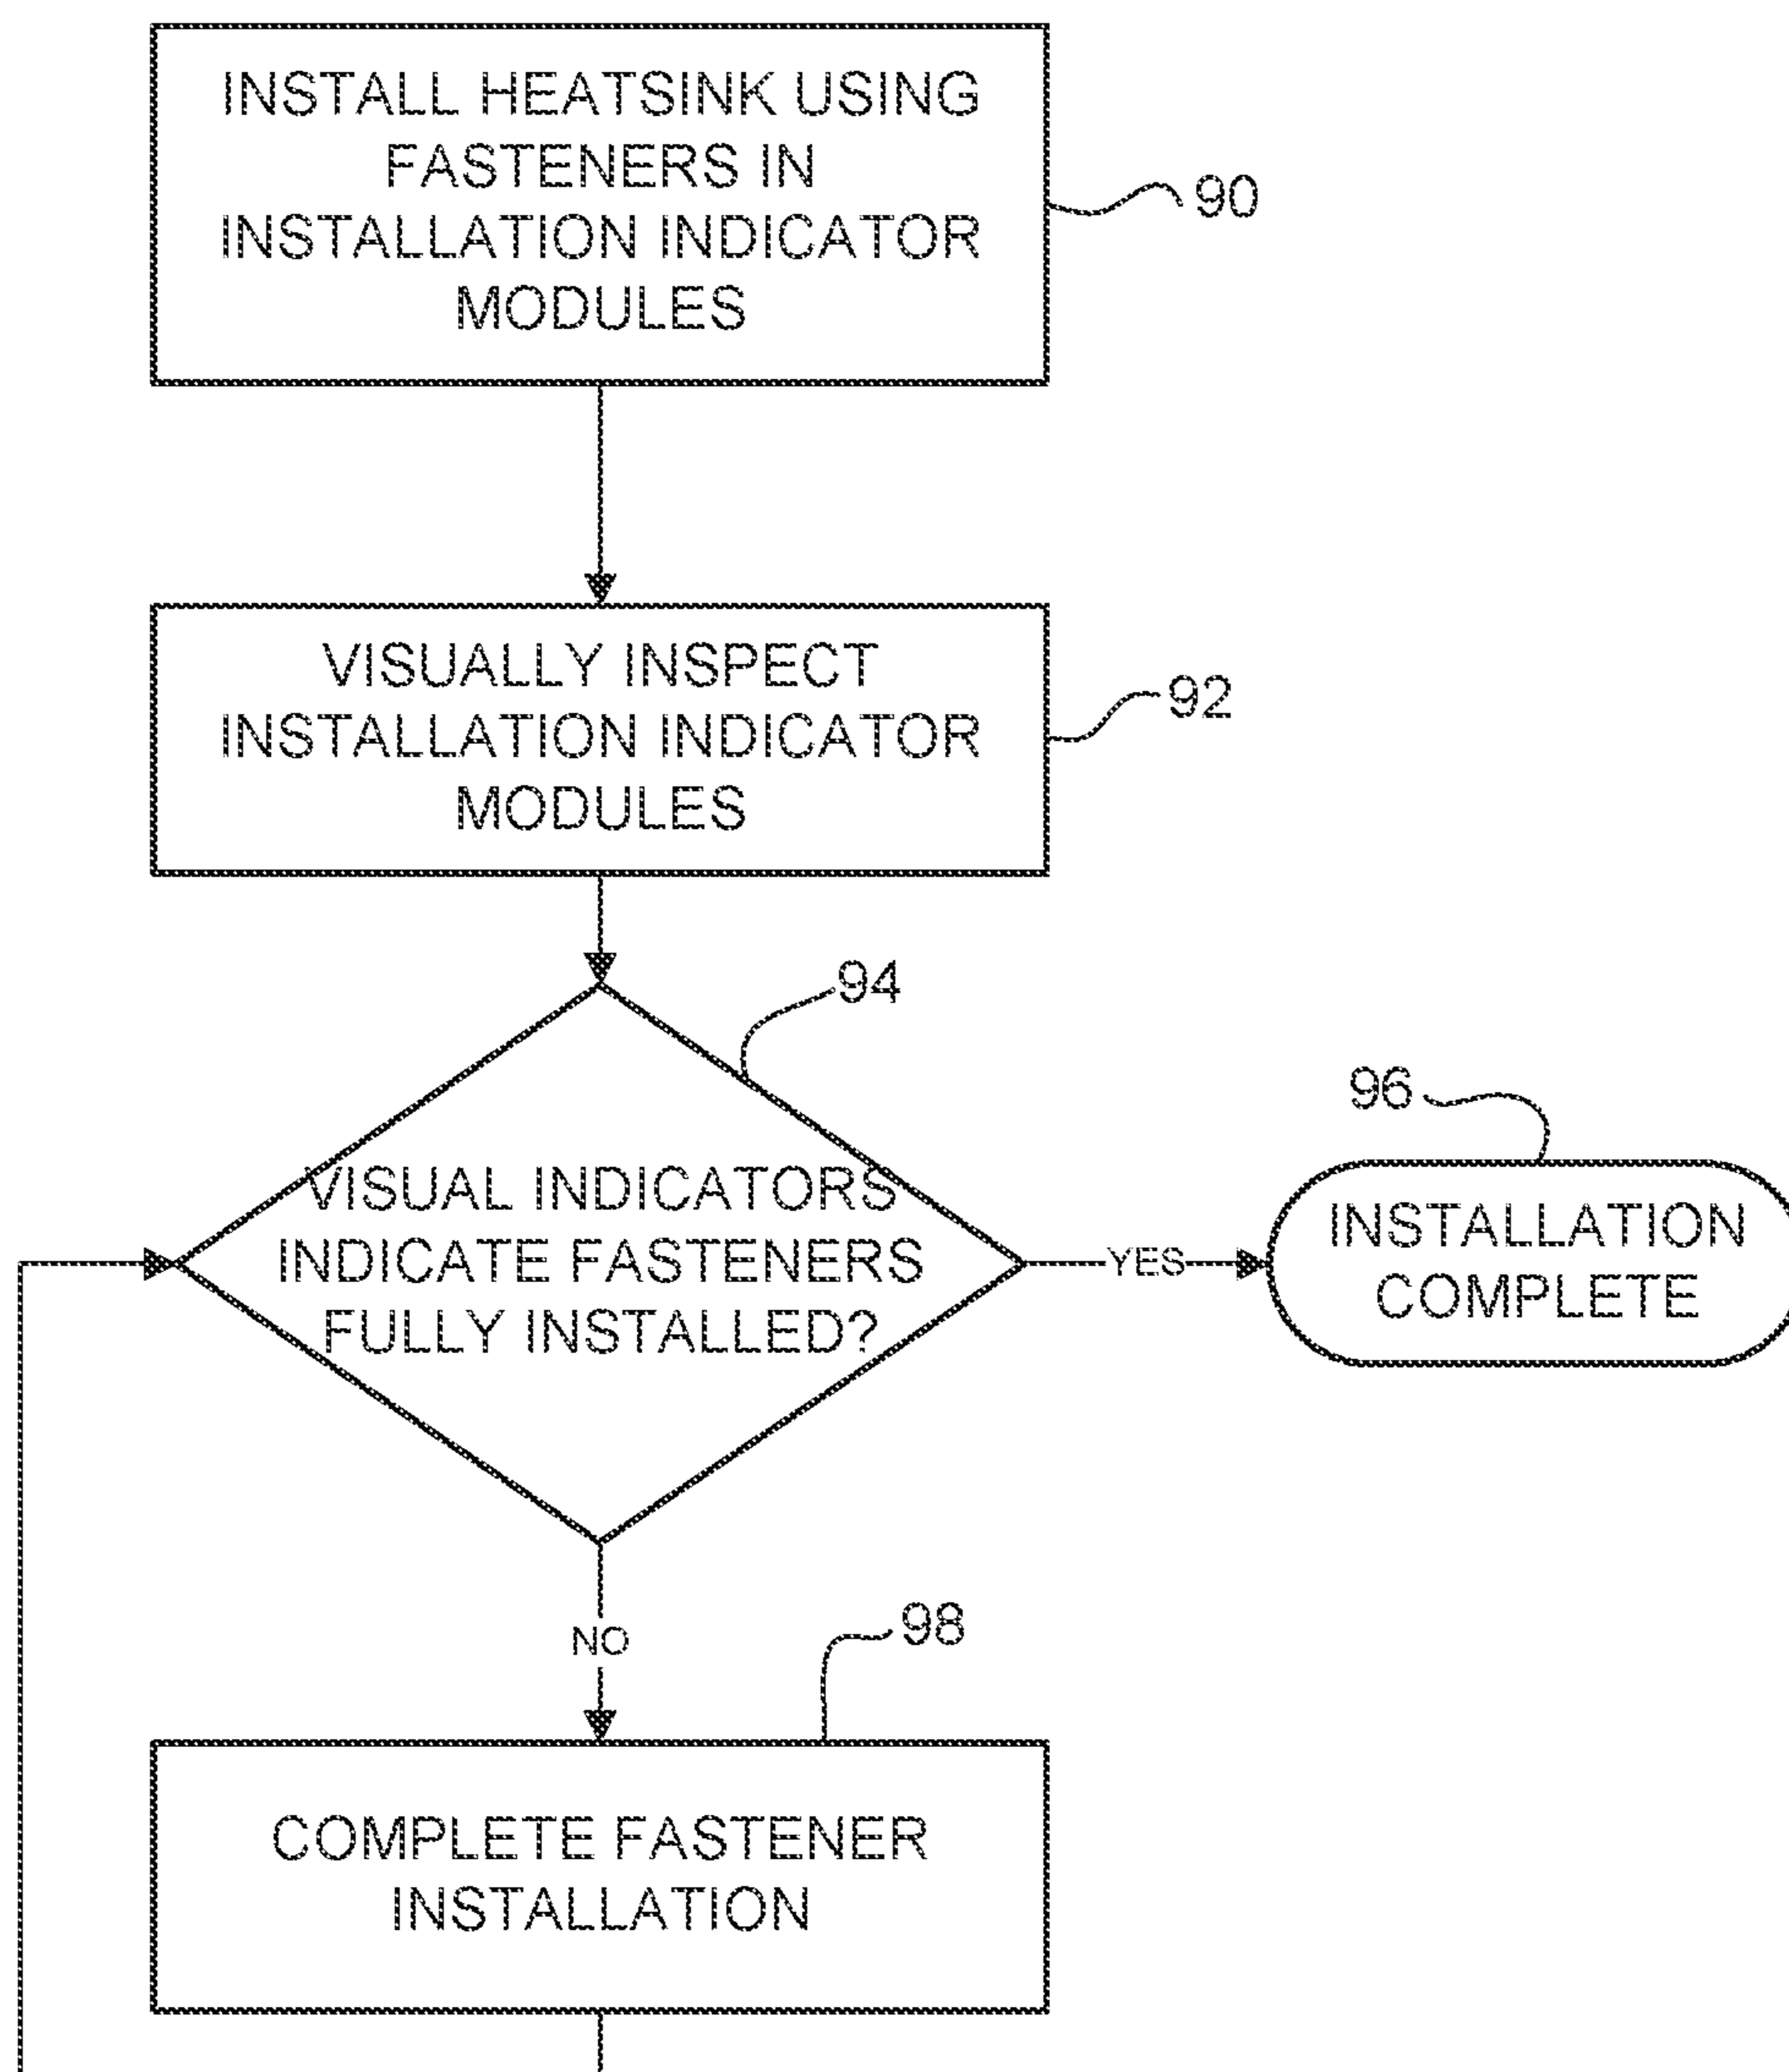 INSTALL HEATSINK USING
FASTENERS IN
INSTALLATION INDICATOR
MODULES
90
VISUALLY INSPECT
INSTALLATION INDICATOR
MODULES
92
94
VISUAL INDICATORS
INDICATE FASTENERS
FULLY INSTALLED?
YES
96
INSTALLATION
COMPLETE
NO
98
COMPLETE FASTENER
INSTALLATION